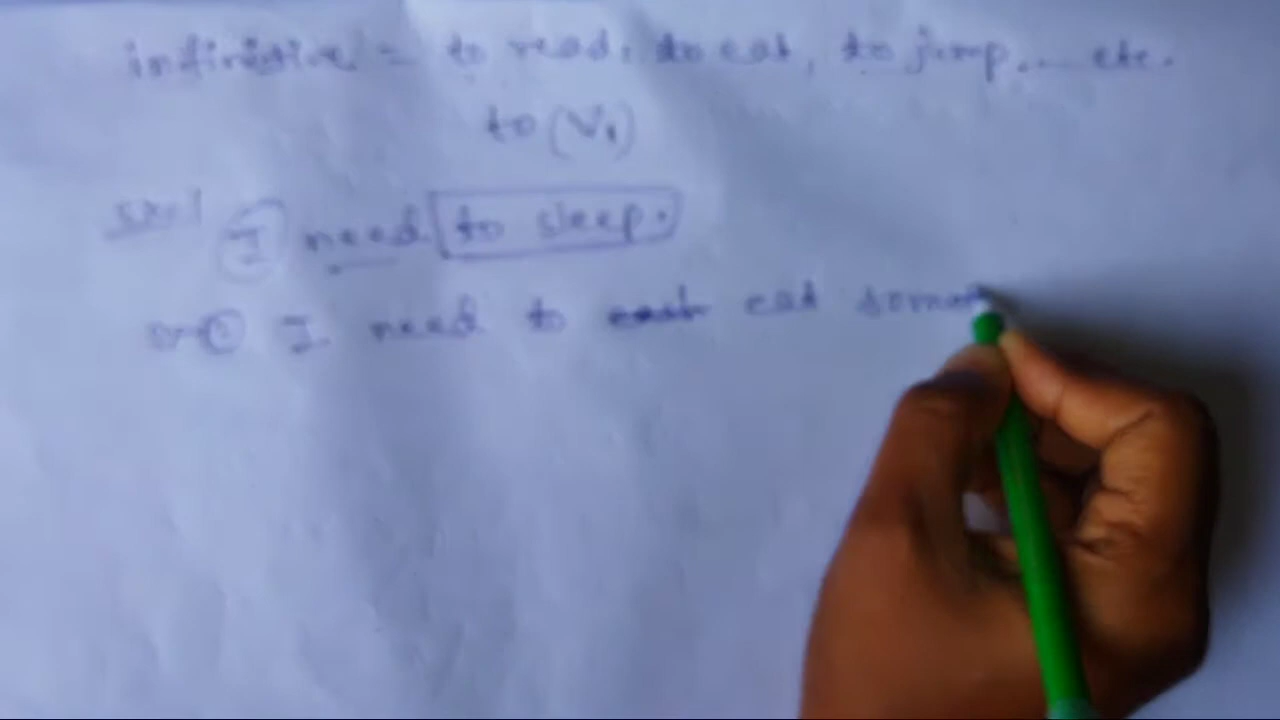 infinitive = to read, to eat, to jump.... etc.
to (V₁)
I need to sleep.
I need to eat